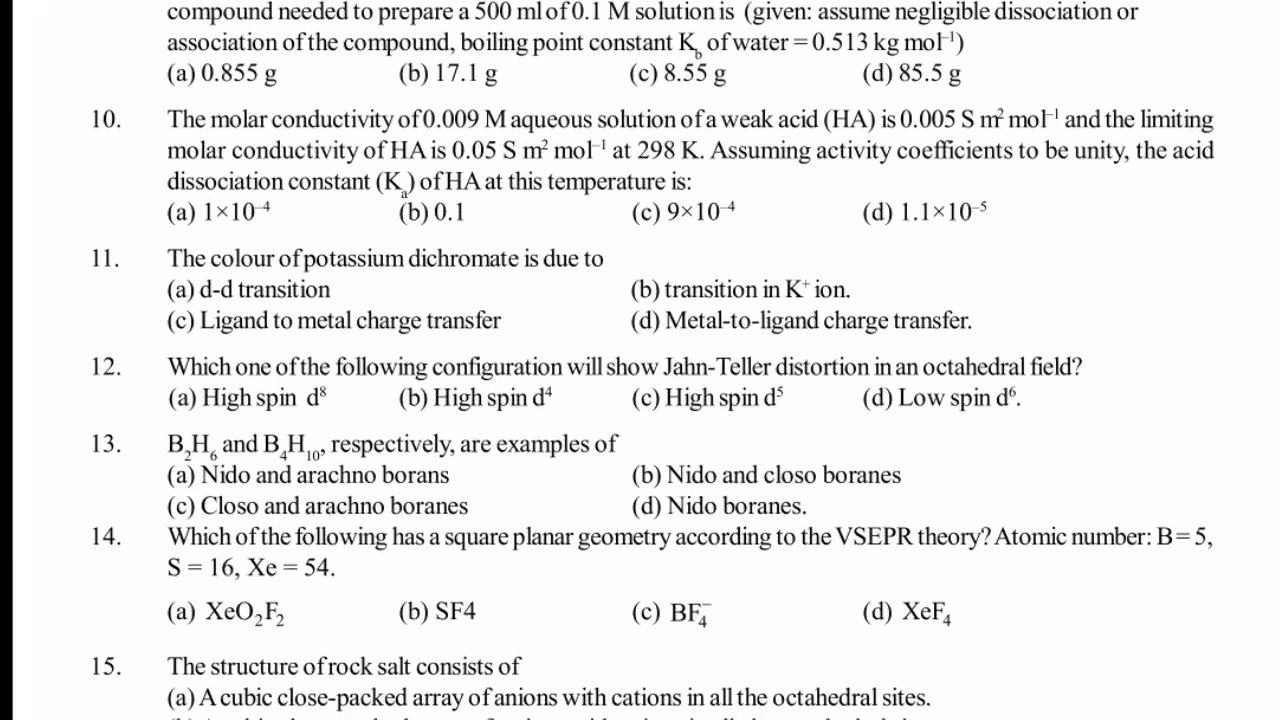 compound needed to prepare a 500 ml of 0.1 M solution is (given: assume negligible dissociation or
association of the compound, boiling point constant K_b of water = 0.513 kg mol⁻¹)
(a) 0.855 g (b) 17.1 g (c) 8.55 g (d) 85.5 g
10. The molar conductivity of 0.009 M aqueous solution of a weak acid (HA) is 0.005 S m² mol⁻¹ and the limiting
molar conductivity of HA is 0.05 S m² mol⁻¹ at 298 K. Assuming activity coefficients to be unity, the acid
dissociation constant (Kₐ) of HA at this temperature is:
(a) 1×10⁻⁴ (b) 0.1 (c) 9×10⁻⁴ (d) 1.1×10⁻⁵
11. The colour of potassium dichromate is due to
(a) d-d transition (b) transition in K⁺ ion.
(c) Ligand to metal charge transfer (d) Metal-to-ligand charge transfer.
12. Which one of the following configuration will show Jahn-Teller distortion in an octahedral field?
(a) High spin d⁸ (b) High spin d⁴ (c) High spin d⁵ (d) Low spin d⁶.
13. B₂H₆ and B₄H₁₀, respectively, are examples of
(a) Nido and arachno borans (b) Nido and closo boranes
(c) Closo and arachno boranes (d) Nido boranes.
14. Which of the following has a square planar geometry according to the VSEPR theory? Atomic number: B = 5,
S = 16, Xe = 54.
(a) XeO₂F₂ (b) SF4 (c) BF₄⁻ (d) XeF₄
15. The structure of rock salt consists of
(a) A cubic close-packed array of anions with cations in all the octahedral sites.